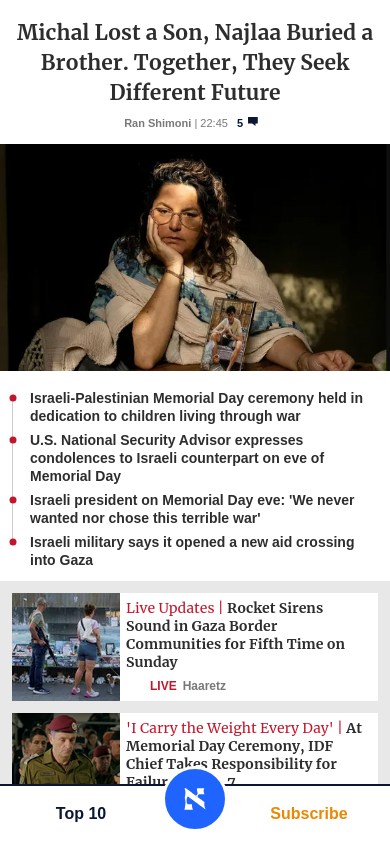 Michal Lost a Son, Najlaa Buried a
Brother. Together, They Seek
Different Future
Ran Shimoni | 22:45 5
Israeli-Palestinian Memorial Day ceremony held in
dedication to children living through war
U.S. National Security Advisor expresses
condolences to Israeli counterpart on eve of
Memorial Day
Israeli president on Memorial Day eve: 'We never
wanted nor chose this terrible war'
Israeli military says it opened a new aid crossing
into Gaza
Live Updates | Rocket Sirens
Sound in Gaza Border
Communities for Fifth Time on
Sunday
LIVE Haaretz
'I Carry the Weight Every Day' | At
Memorial Day Ceremony, IDF
Chief Takes Responsibility for
7
Top 10
Subscribe